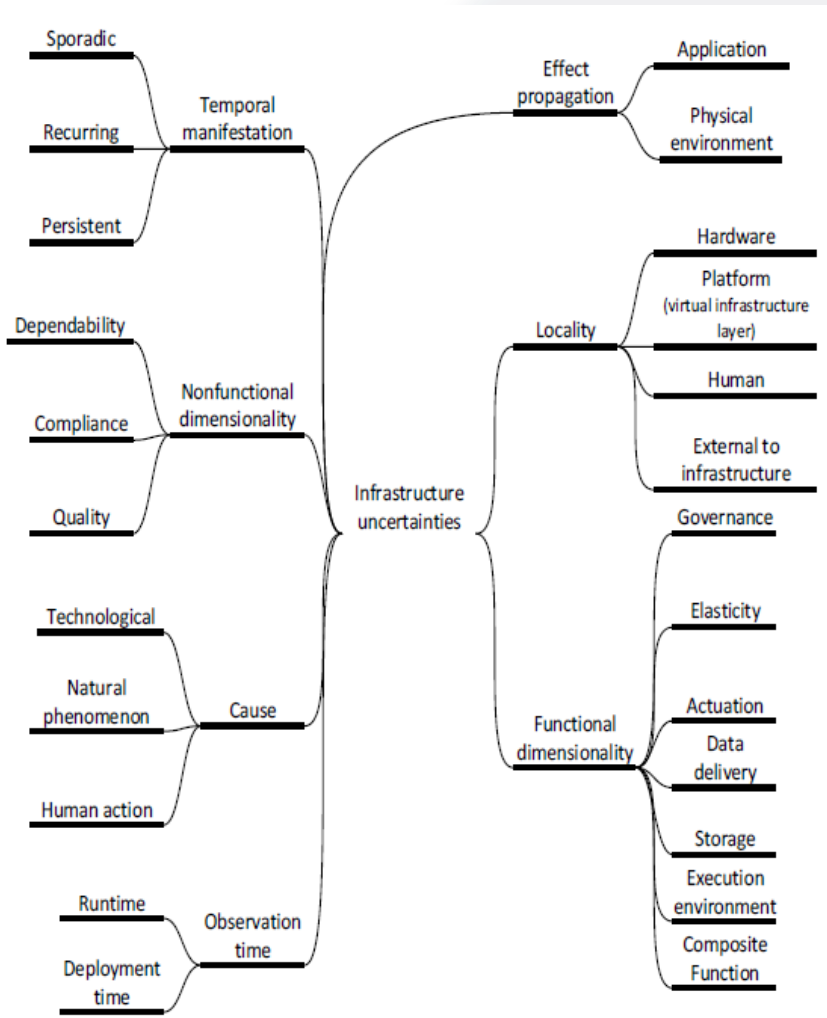 Sporadic
Recurring
Persistent
Temporal
manifestation
Dependability
Compliance
Quality
Nonfunctional
dimensionality
Technological
Natural
phenomenon
Human action
Cause
Runtime
Deployment
time
Observation
time
Infrastructure
uncertainties
Effect
propagation
Application
Physical
environment
Locality
Hardware
Platform
(virtual infrastructure
layer)
Human
External to
infrastructure
Functional
dimensionality
Governance
Elasticity
Actuation
Data
delivery
Storage
Execution
environment
Composite
Function